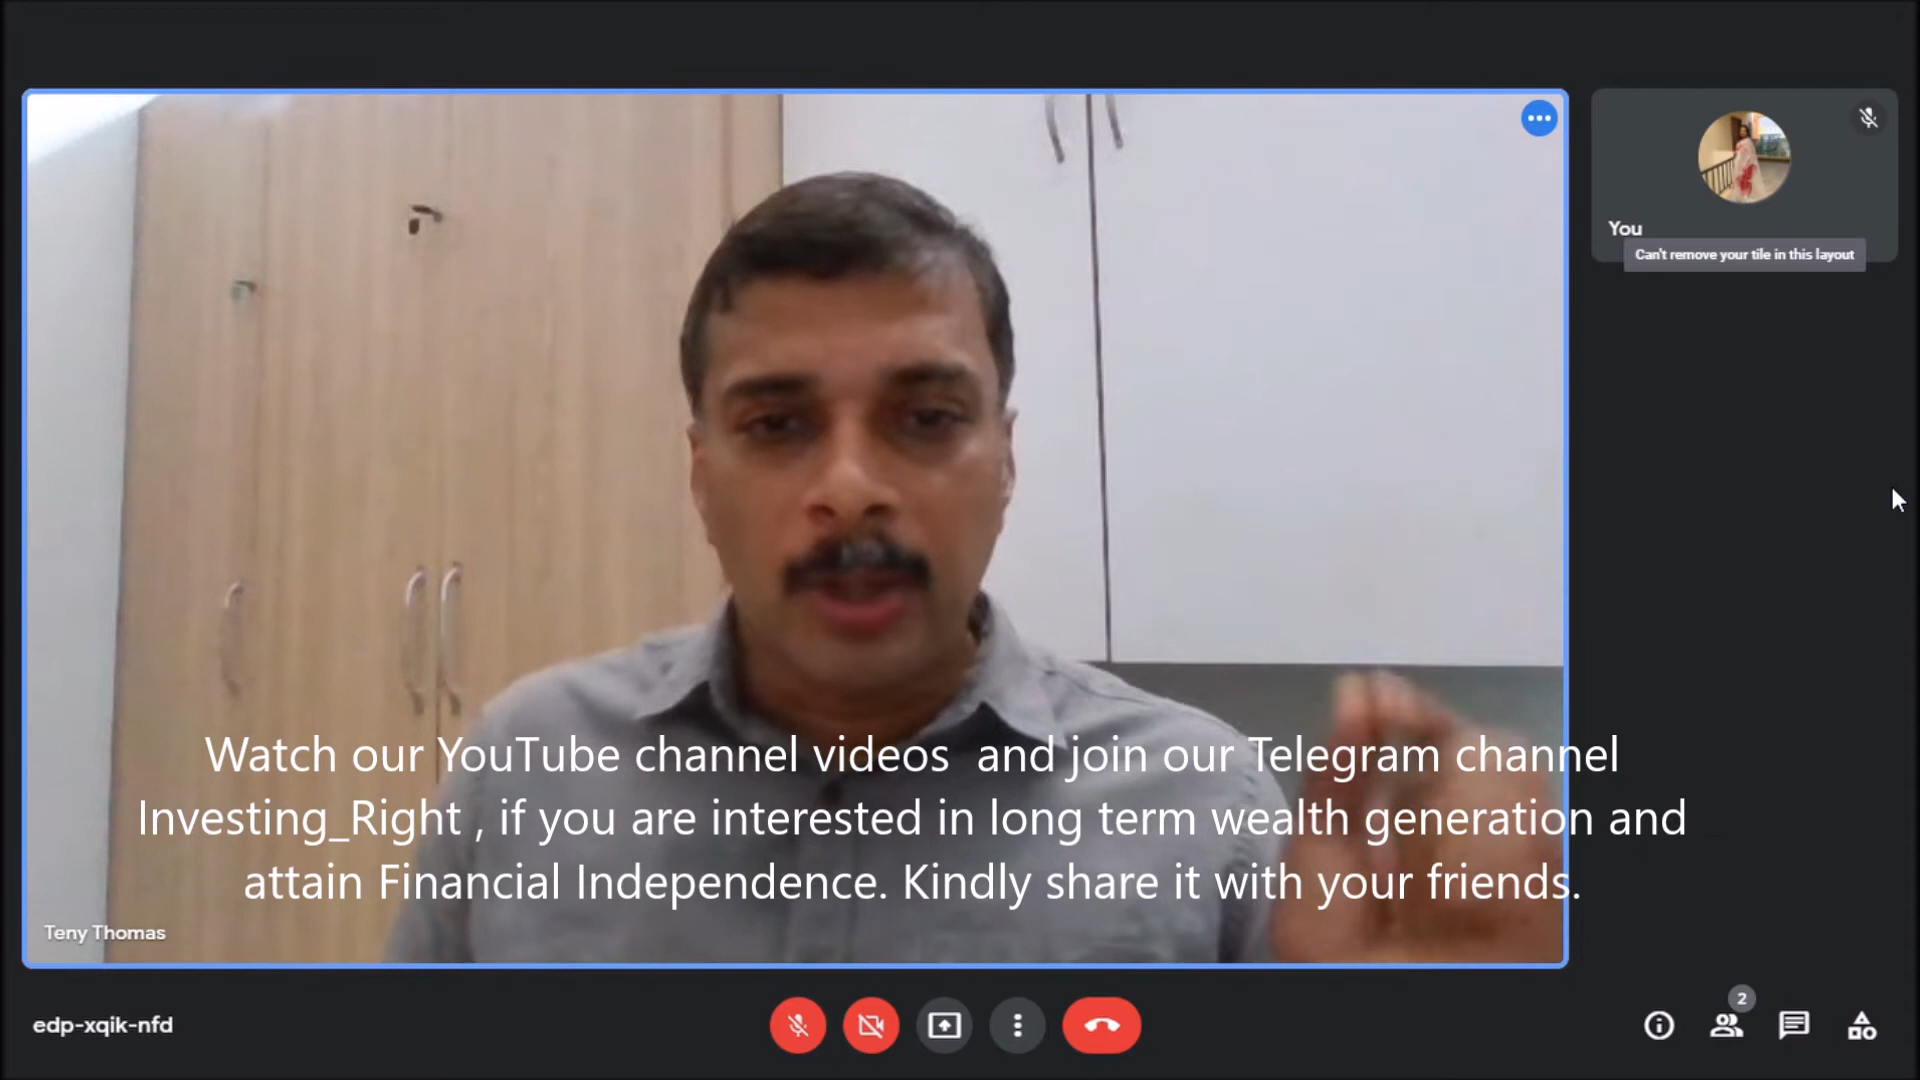 You
Can't remove your tile in this layout
Watch our YouTube channel videos  and join our Telegram channel
Investing_Right , if you are interested in long term wealth generation and
attain Financial Independence. Kindly share it with your friends.
Teny Thomas
edp-xqik-nfd
2